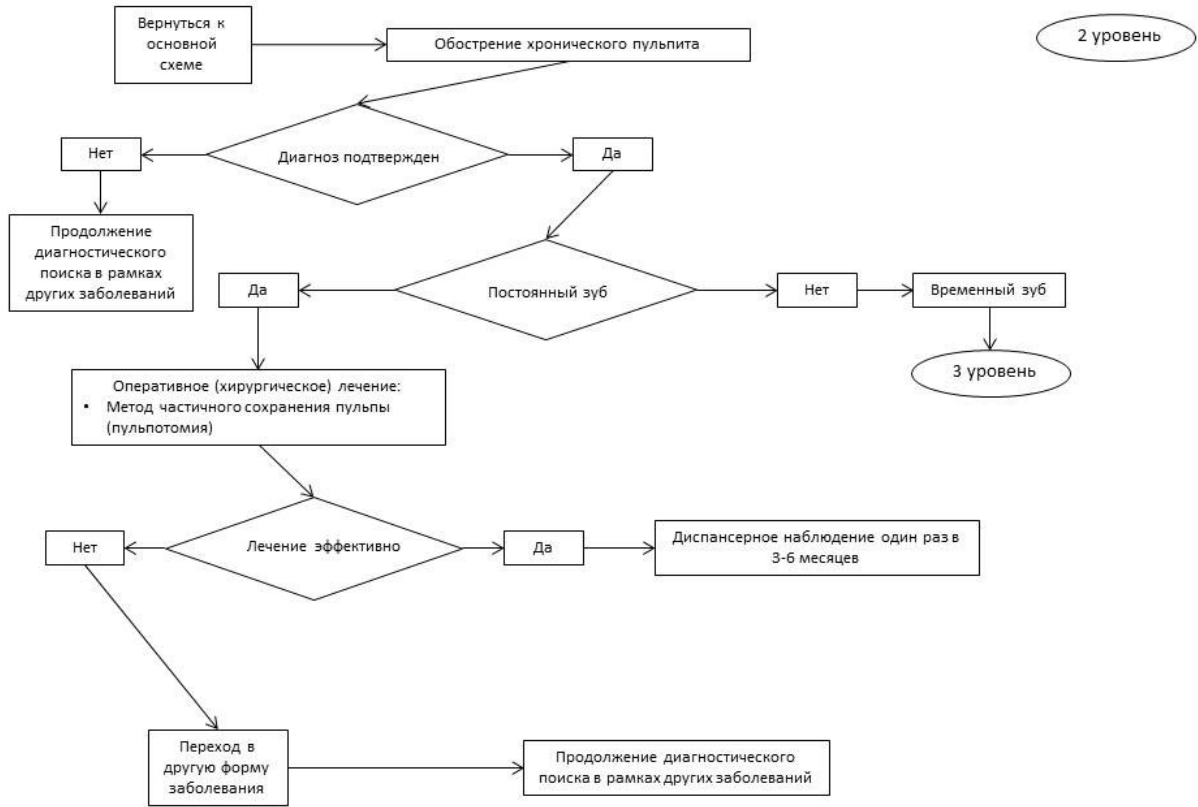 Вернуться к
основной
схеме
Обострение хронического пульпита
2 уровень
Нет
Диагноз подтвержден
Да
Продолжение
диагностического
поиска в рамках
других заболеваний
Да
Постоянный зуб
Нет
Временный зуб
3 уровень
Оперативное (хирургическое) лечение:
• Метод частичного сохранения пульпы
(пульпотомия)
Нет
Лечение эффективно
Да
Диспансерное наблюдение один раз в
3-6 месяцев
Переход в
другую форму
заболевания
Продолжение диагностического
поиска в рамках других заболеваний